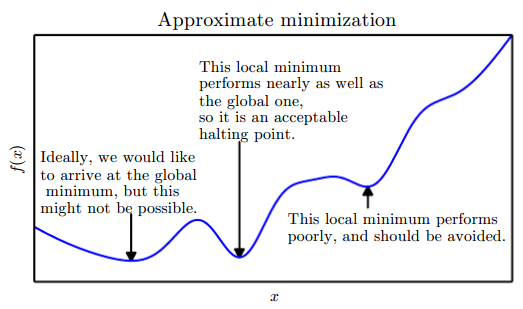 Approximate minimization
This local minimum
performs nearly as well as
the global one,
so it is an acceptable
halting point.
Ideally, we would like
to arrive at the global
minimum, but this
might not be possible.
This local minimum performs
poorly, and should be avoided.
f(x)
x